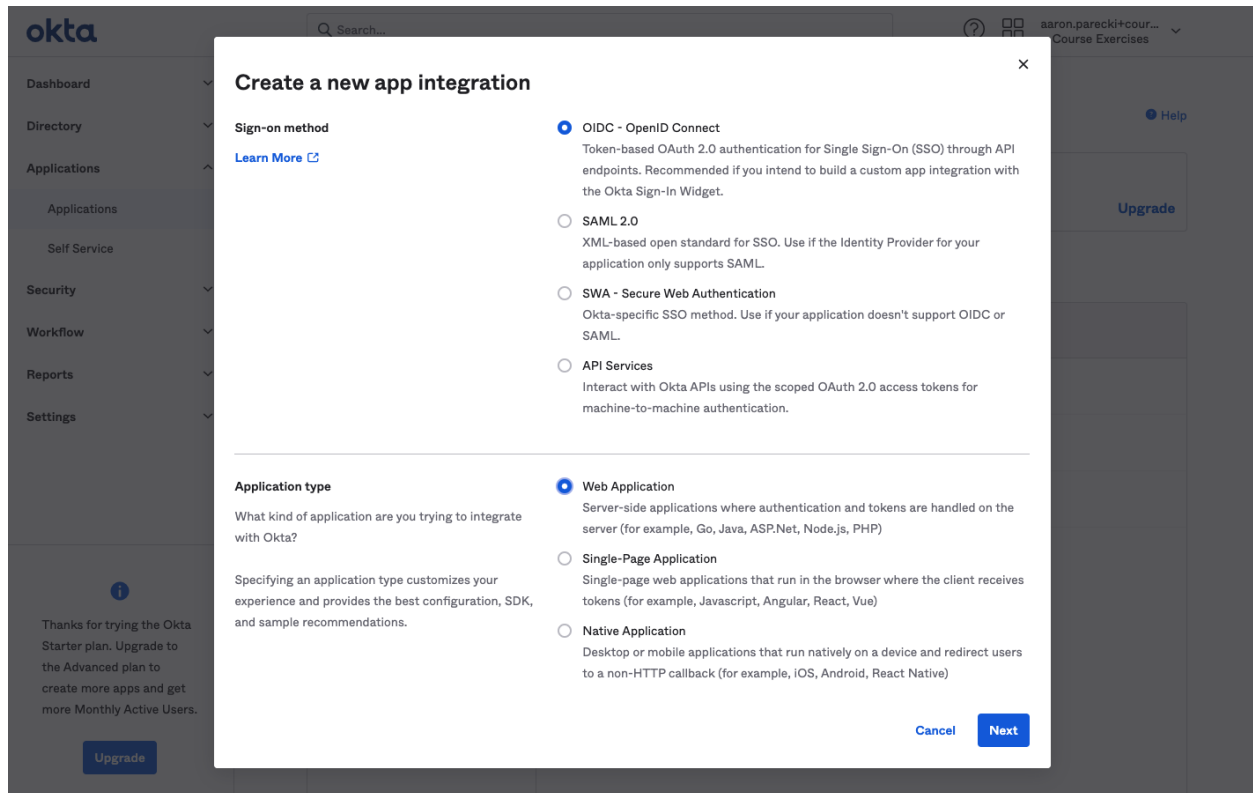 okta
Search...
aaron.parecki+cour...
Course Exercises
Dashboard
Directory
Applications
Applications
Self Service
Security
Workflow
Reports
Settings
Thanks for trying the Okta
Starter plan. Upgrade to
the Advanced plan to
create more apps and get
more Monthly Active Users.
Upgrade
Help
Upgrade
Create a new app integration
Sign-on method
Learn More
OIDC - OpenID Connect
Token-based OAuth 2.0 authentication for Single Sign-On (SSO) through API
endpoints. Recommended if you intend to build a custom app integration with
the Okta Sign-In Widget.
SAML 2.0
XML-based open standard for SSO. Use if the Identity Provider for your
application only supports SAML.
SWA - Secure Web Authentication
Okta-specific SSO method. Use if your application doesn't support OIDC or
SAML.
API Services
Interact with Okta APIs using the scoped OAuth 2.0 access tokens for
machine-to-machine authentication.
Application type
What kind of application are you trying to integrate
with Okta?
Specifying an application type customizes your
experience and provides the best configuration, SDK,
and sample recommendations.
Web Application
Server-side applications where authentication and tokens are handled on the
server (for example, Go, Java, ASP.Net, Node.js, PHP)
Single-Page Application
Single-page web applications that run in the browser where the client receives
tokens (for example, Javascript, Angular, React, Vue)
Native Application
Desktop or mobile applications that run natively on a device and redirect users
to a non-HTTP callback (for example, iOS, Android, React Native)
Cancel
Next